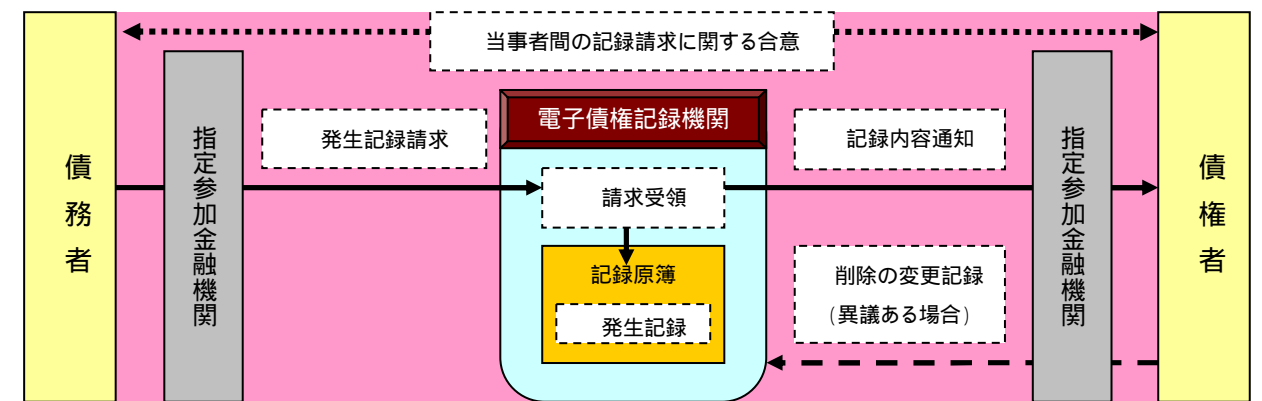 当事者間の記録請求に関する合意
債務者
指定参加金融機関
発生記録請求
電子債権記録機関
請求受領
記録原簿
発生記録
記録内容通知
削除の変更記録
(異議ある場合)
指定参加金融機関
債権者